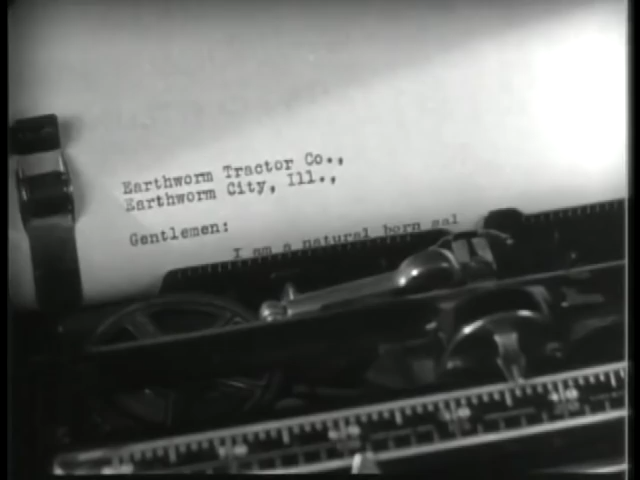 Earthworm Tractor Co.,
Earthworm City, Ill.,
Gentlemen:
I am a natural born sal